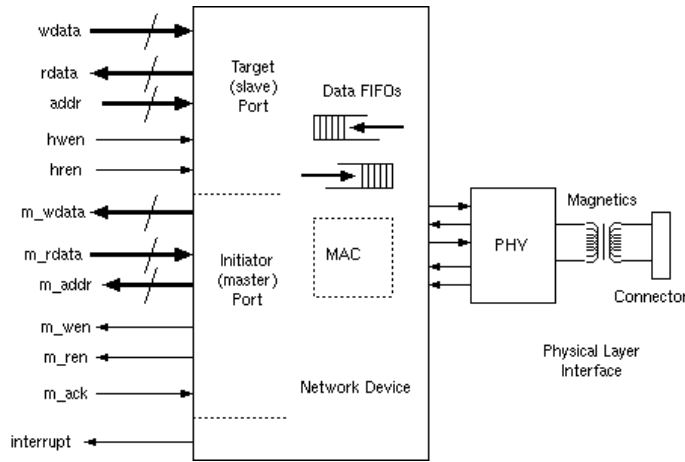 wdata
rdata
addr
hwen
hren
m_wdata
m_rdata
m_addr
m_wen
m_ren
m_ack
interrupt
Target
(slave)
Port
Data FIFOs
Initiator
(master)
Port
MAC
Network Device
PHY
Magnetics
Connector
Physical Layer
Interface